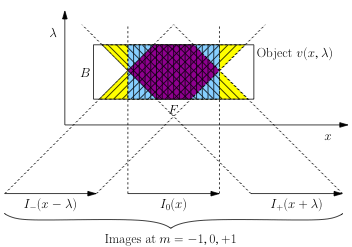 λ
Object v(x, λ)
B
F
x
I₋(x − λ) I₀(x) I₊(x + λ)
Images at m = −1, 0, +1